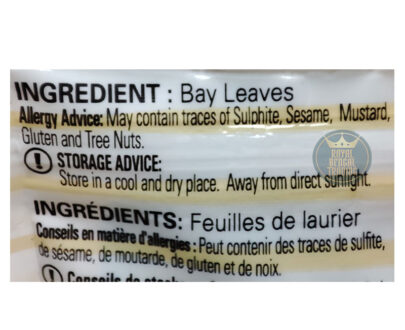 INGREDIENT : Bay Leaves
Allergy Advice: May contain traces of Sulphite, Sesame, Mustard,
Gluten and Tree Nuts.
STORAGE ADVICE:
Store in a cool and dry place. Away from direct sunlight.
ROYAL
BENGAL
INGRÉDIENTS: Feuilles de laurier
Conseils en matière d'allergies : Peut contenir des traces de sulfite,
de sésame, de moutarde, de gluten et de noix.